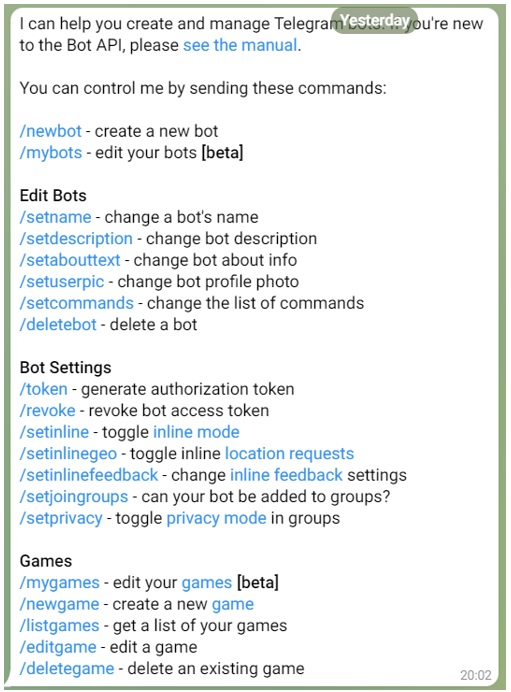 Yesterday
I can help you create and manage Telegram you're new
to the Bot API, please see the manual.
You can control me by sending these commands:
/newbot - create a new bot
/mybots - edit your bots [beta]
Edit Bots
/setname - change a bot's name
/setdescription - change bot description
/setabouttext - change bot about info
/setuserpic - change bot profile photo
/setcommands - change the list of commands
/deletebot - delete a bot
Bot Settings
/token - generate authorization token
/revoke - revoke bot access token
/setinline - toggle inline mode
/setinlinegeo - toggle inline location requests
/setinlinefeedback - change inline feedback settings
/setjoingroups - can your bot be added to groups?
/setprivacy - toggle privacy mode in groups
Games
/mygames - edit your games [beta]
/newgame - create a new game
/listgames - get a list of your games
/editgame - edit a game
/deletegame - delete an existing game
20:02